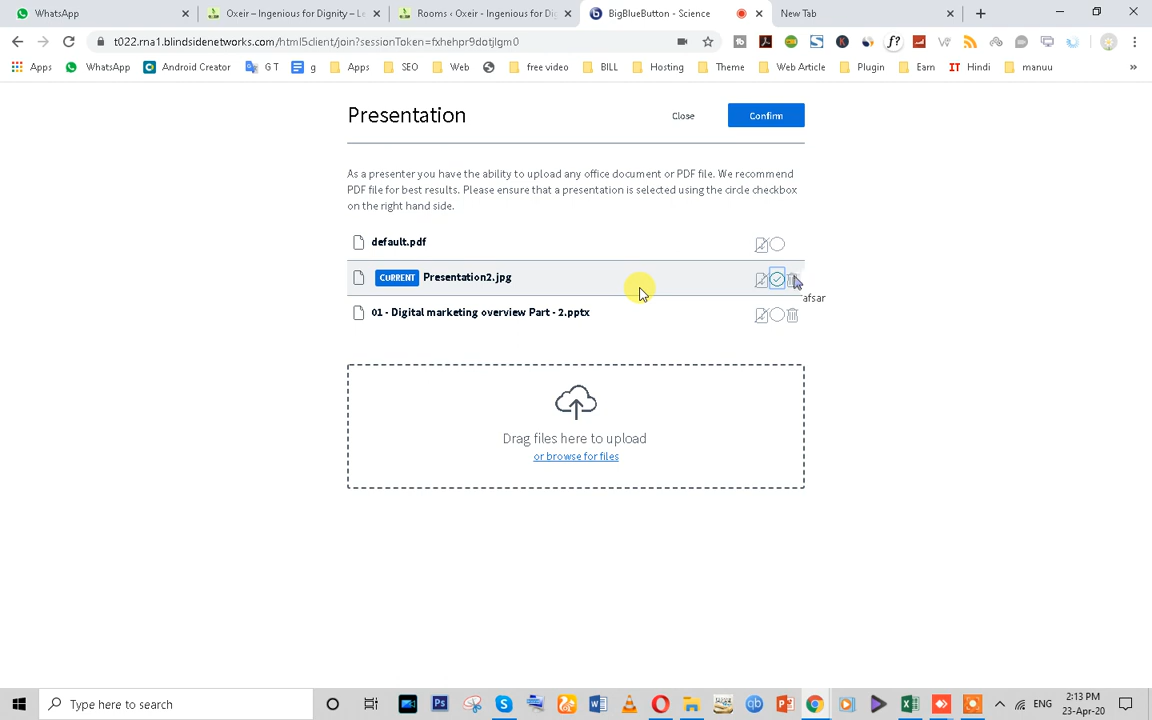 WhatsApp
Oxeir – Ingenious for Dignity – Le
Rooms ‹ Oxeir - Ingenious for Dig
BigBlueButton - Science
New Tab
t022.rna1.blindsidenetworks.com/html5client/join?sessionToken=fxhehpr9dotjlgm0
Apps WhatsApp Android Creator G T g Apps SEO Web free video BILL Hosting Theme Web Article Plugin Earn IT Hindi manuu »
Presentation
Close
Confirm
As a presenter you have the ability to upload any office document or PDF file. We recommend
PDF file for best results. Please ensure that a presentation is selected using the circle checkbox
on the right hand side.
default.pdf
CURRENT Presentation2.jpg
afsar
01 - Digital marketing overview Part - 2.pptx
Drag files here to upload
or browse for files
Type here to search
ENG
2:13 PM
23-Apr-20